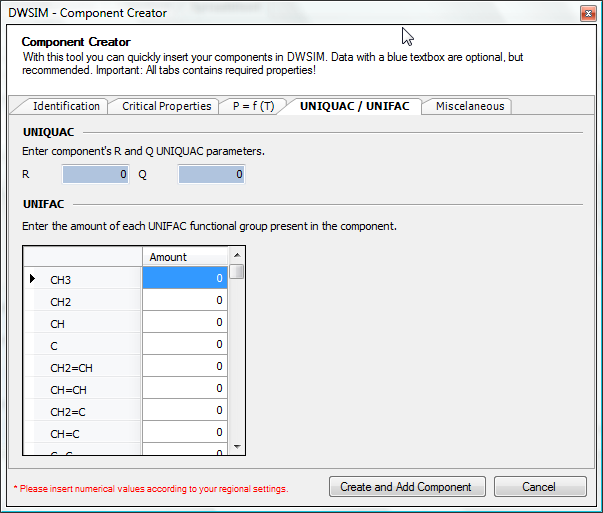 DWSIM - Component Creator
Component Creator
With this tool you can quickly insert your components in DWSIM. Data with a blue textbox are optional, but
recommended. Important: All tabs contains required properties!
Identification Critical Properties P = f (T) UNIQUAC / UNIFAC Miscelaneous
UNIQUAC
Enter component's R and Q UNIQUAC parameters.
R 0 Q 0
UNIFAC
Enter the amount of each UNIFAC functional group present in the component.
Amount
CH3 0
CH2 0
CH 0
C 0
CH2=CH 0
CH=CH 0
CH2=C 0
CH=C 0
* Please insert numerical values according to your regional settings.
Create and Add Component Cancel